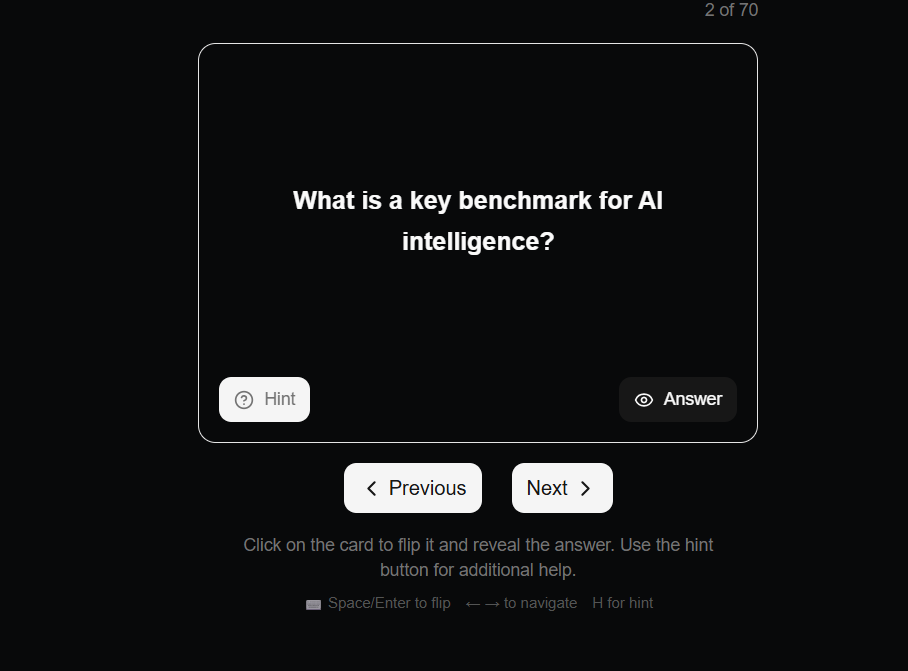 2 of 70
What is a key benchmark for AI
intelligence?
Hint
Answer
Previous
Next
Click on the card to flip it and reveal the answer. Use the hint
button for additional help.
Space/Enter to flip ←→ to navigate H for hint